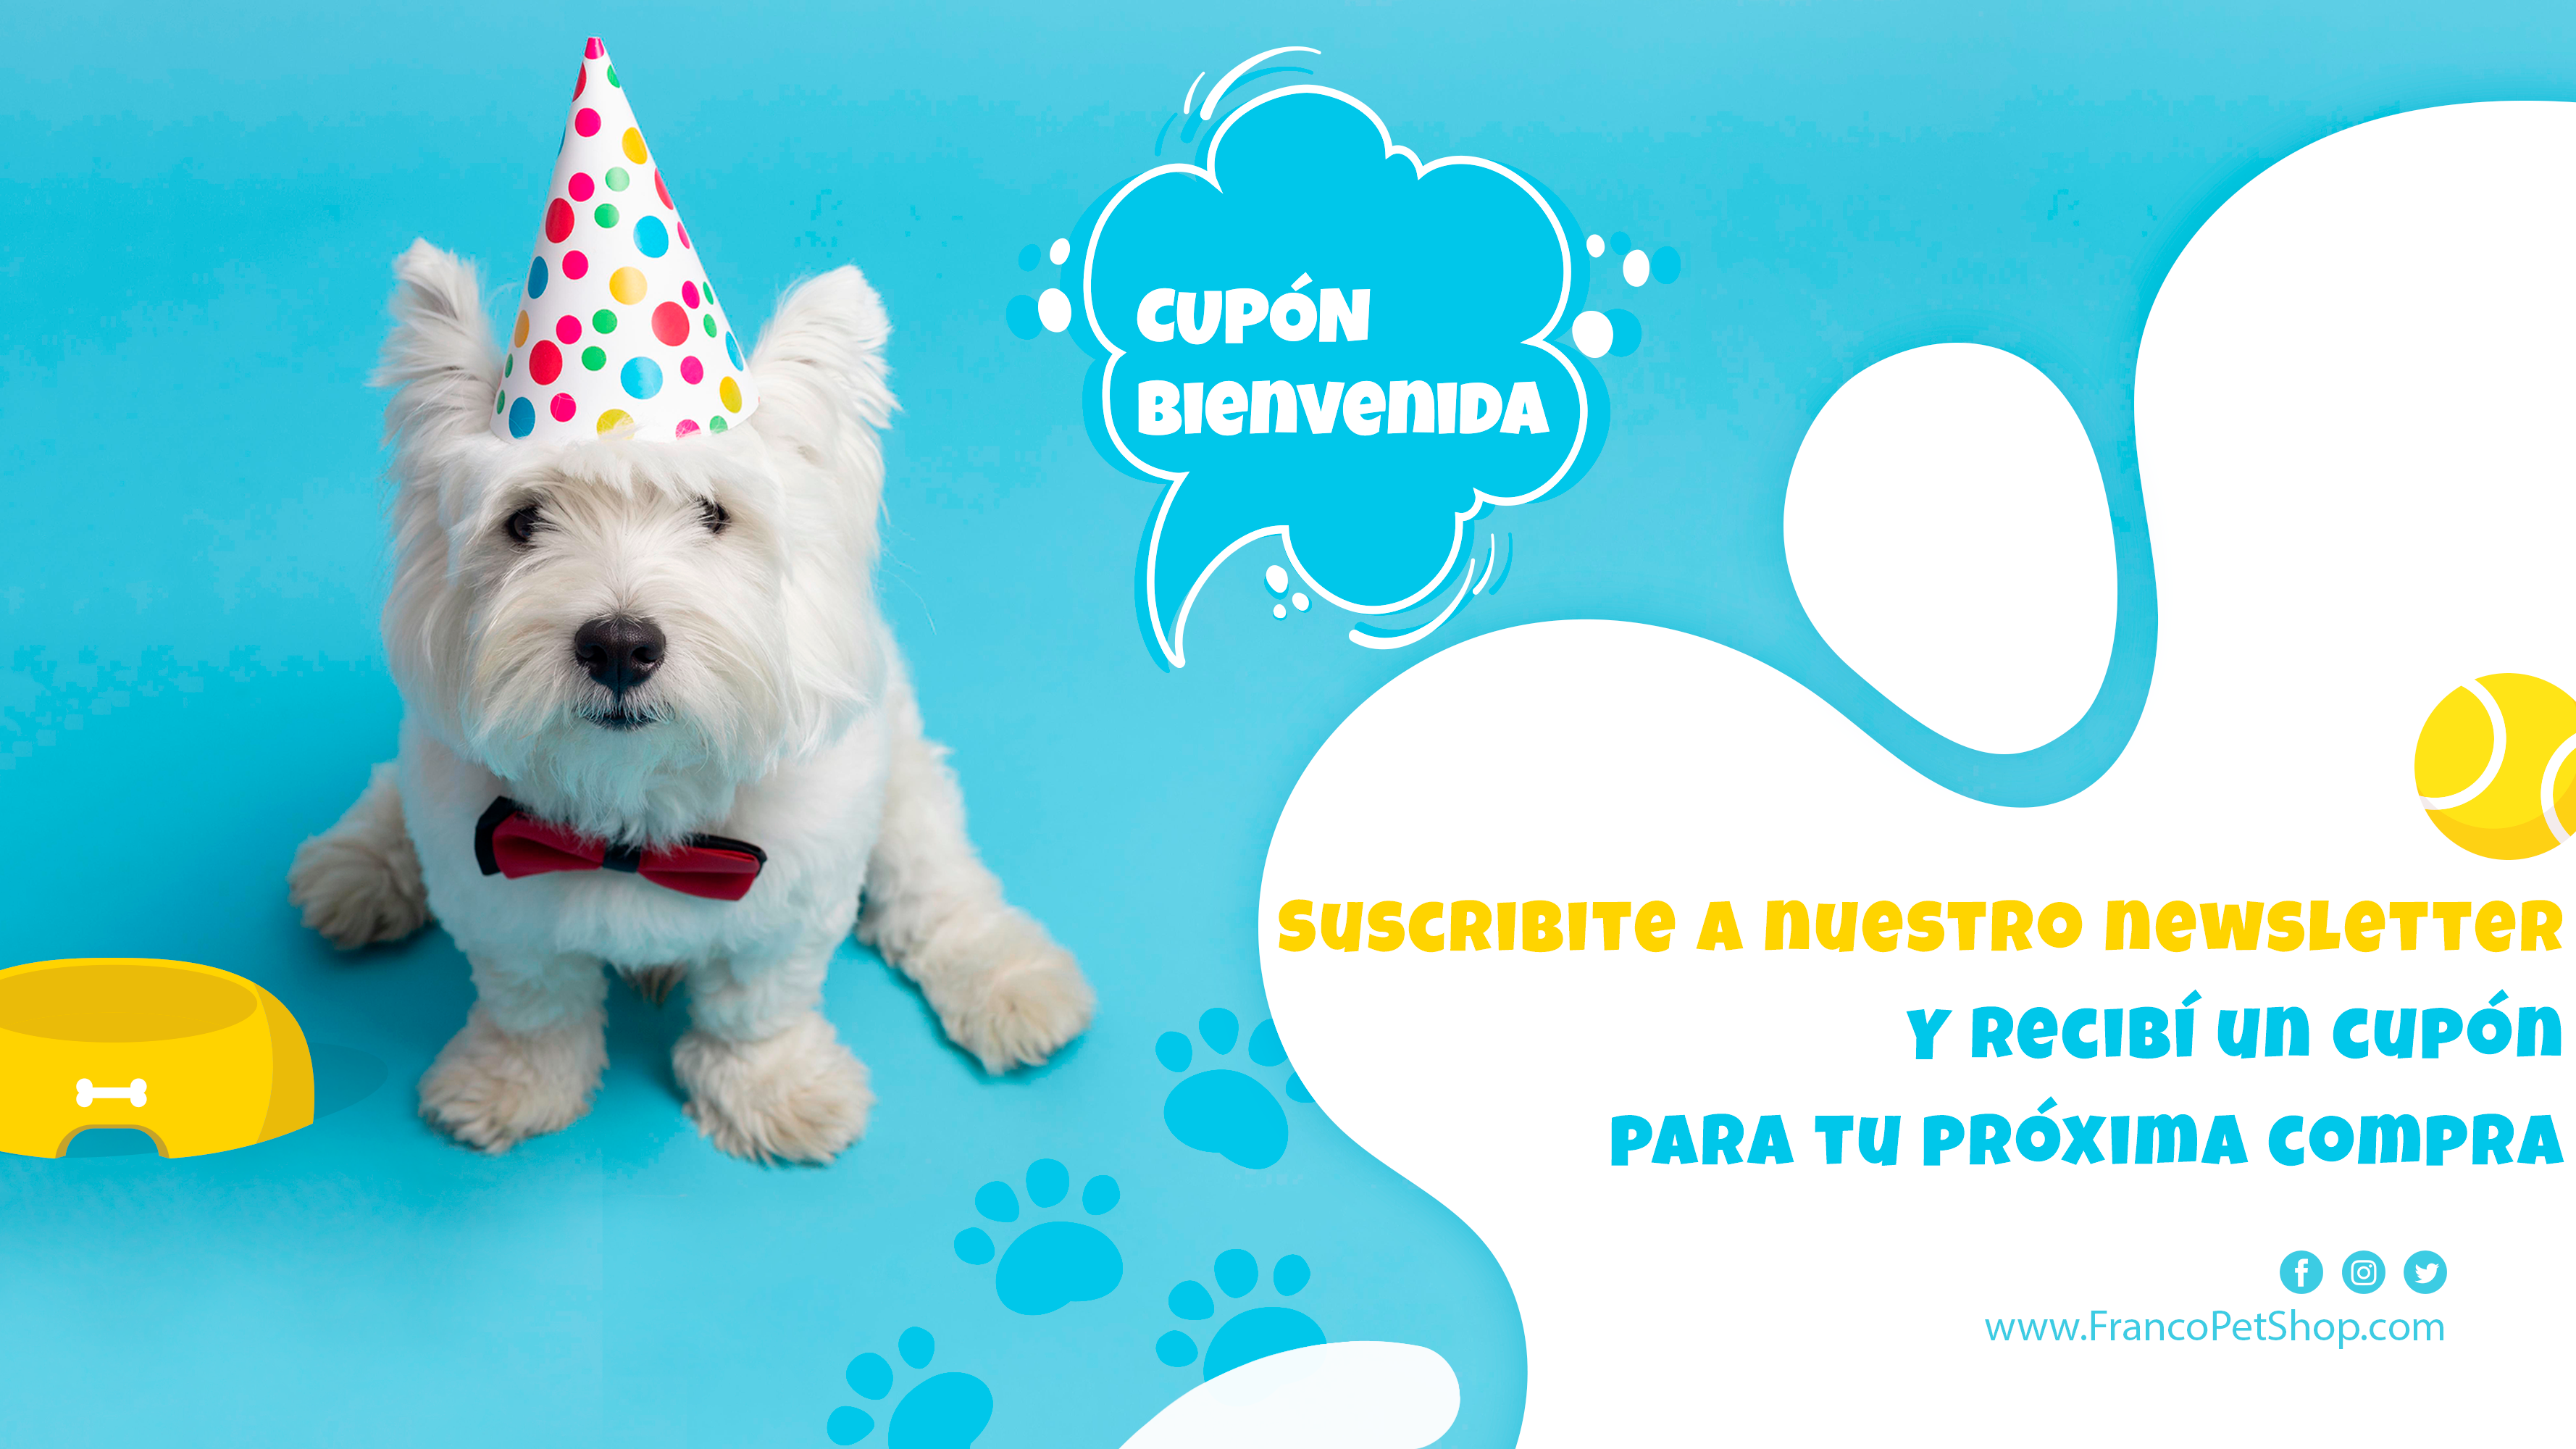 CUPÓN
BIENVENIDA
SUSCRIBITE A NUESTRO NEWSLETTER
Y RECIBÍ UN CUPÓN
PARA TU PRÓXIMA COMPRA
www.FrancoPetShop.com